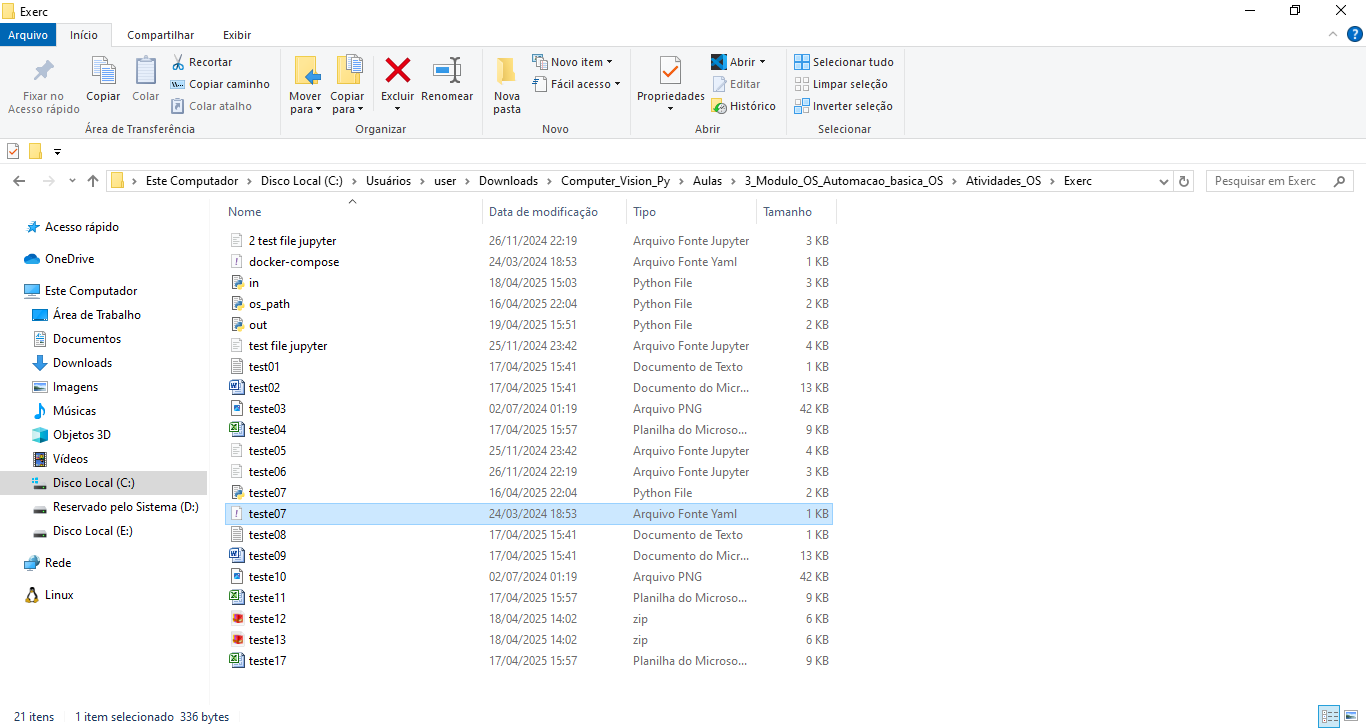 Exerc
Arquivo Início Compartilhar Exibir
Fixar no Acesso rápido
Copiar
Colar
Recortar
Copiar caminho
Colar atalho
Área de Transferência
Mover para
Copiar para
Excluir
Renomear
Organizar
Nova pasta
Novo item
Fácil acesso
Novo
Propriedades
Abrir
Editar
Histórico
Abrir
Selecionar tudo
Limpar seleção
Inverter seleção
Selecionar
Este Computador > Disco Local (C:) > Usuários > user > Downloads > Computer_Vision_Py > Aulas > 3_Modulo_OS_Automacao_basica_OS > Atividades_OS > Exerc
Pesquisar em Exerc
Acesso rápido
OneDrive
Este Computador
Área de Trabalho
Documentos
Downloads
Imagens
Músicas
Objetos 3D
Vídeos
Disco Local (C:)
Reservado pelo Sistema (D:)
Disco Local (E:)
Rede
Linux
Nome Data de modificação Tipo Tamanho
2 test file jupyter 26/11/2024 22:19 Arquivo Fonte Jupyter 3 KB
docker-compose 24/03/2024 18:53 Arquivo Fonte Yaml 1 KB
in 18/04/2025 15:03 Python File 3 KB
os_path 16/04/2025 22:04 Python File 2 KB
out 19/04/2025 15:51 Python File 2 KB
test file jupyter 25/11/2024 23:42 Arquivo Fonte Jupyter 4 KB
test01 17/04/2025 15:41 Documento de Texto 1 KB
test02 17/04/2025 15:41 Documento do Micr... 13 KB
teste03 02/07/2024 01:19 Arquivo PNG 42 KB
teste04 17/04/2025 15:57 Planilha do Microso... 9 KB
teste05 25/11/2024 23:42 Arquivo Fonte Jupyter 4 KB
teste06 26/11/2024 22:19 Arquivo Fonte Jupyter 3 KB
teste07 16/04/2025 22:04 Python File 2 KB
teste07 24/03/2024 18:53 Arquivo Fonte Yaml 1 KB
teste08 17/04/2025 15:41 Documento de Texto 1 KB
teste09 17/04/2025 15:41 Documento do Micr... 13 KB
teste10 02/07/2024 01:19 Arquivo PNG 42 KB
teste11 17/04/2025 15:57 Planilha do Microso... 9 KB
teste12 18/04/2025 14:02 zip 6 KB
teste13 18/04/2025 14:02 zip 6 KB
teste17 17/04/2025 15:57 Planilha do Microso... 9 KB
21 itens 1 item selecionado 336 bytes